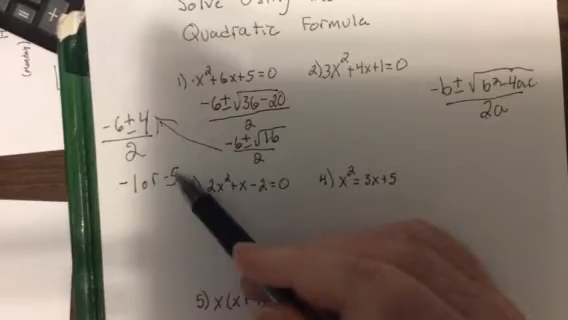 Solve Using the
Quadratic Formula
1) x²+6x+5=0
-6±√36-20
2
-6±√16
2
-6±4
2
-1 or -5
2) 3x²+4x+1=0
-b±√b²-4ac
2a
2x²+x-2=0
4) x²=3x+5
5) x(x+